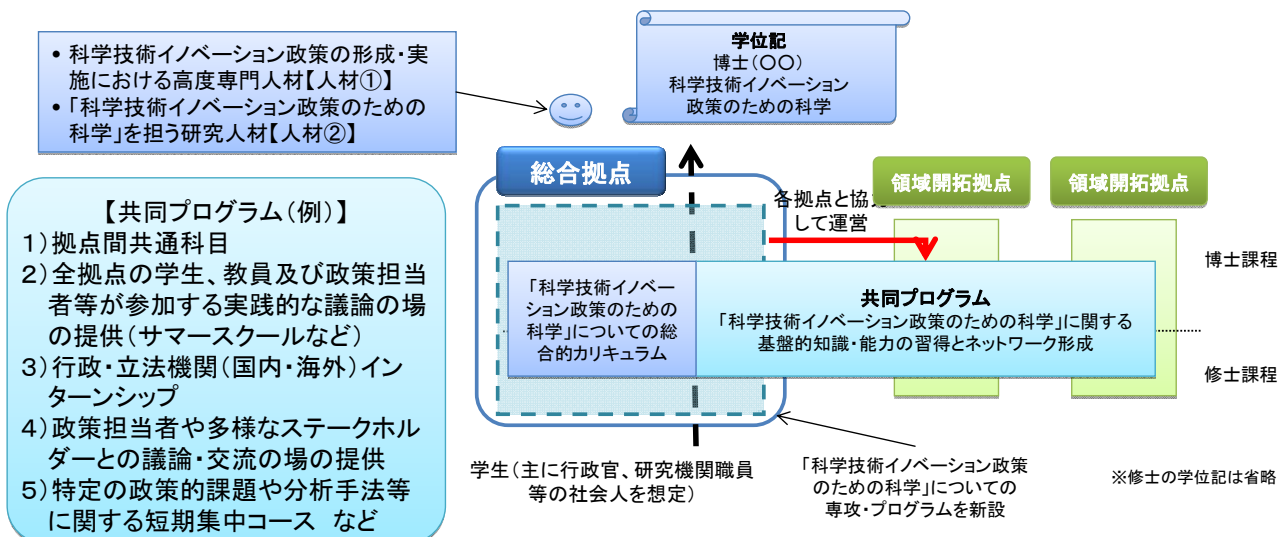 • 科学技術イノベーション政策の形成・実
施における高度専門人材【人材①】
• 「科学技術イノベーション政策のための
科学」を担う研究人材【人材②】
学位記
博士(〇〇)
科学技術イノベーション
政策のための科学
総合拠点
領域開拓拠点
領域開拓拠点
各拠点と協
して運営
【共同プログラム(例)】
1)拠点間共通科目
2)全拠点の学生、教員及び政策担当
者等が参加する実践的な議論の場
の提供(サマースクールなど)
3)行政・立法機関(国内・海外)イン
ターンシップ
4)政策担当者や多様なステークホル
ダーとの議論・交流の場の提供
5)特定の政策的課題や分析手法等
に関する短期集中コース など
「科学技術イノベー
ション政策のための
科学」についての総
合的カリキュラム
共同プログラム
「科学技術イノベーション政策のための科学」に関する
基盤的知識・能力の習得とネットワーク形成
博士課程
修士課程
学生(主に行政官、研究機関職員
等の社会人を想定)
「科学技術イノベーション政策
のための科学」についての
専攻・プログラムを新設
※修士の学位記は省略